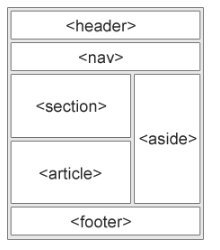 <header>
<nav>
<section>
<aside>
<article>
<footer>